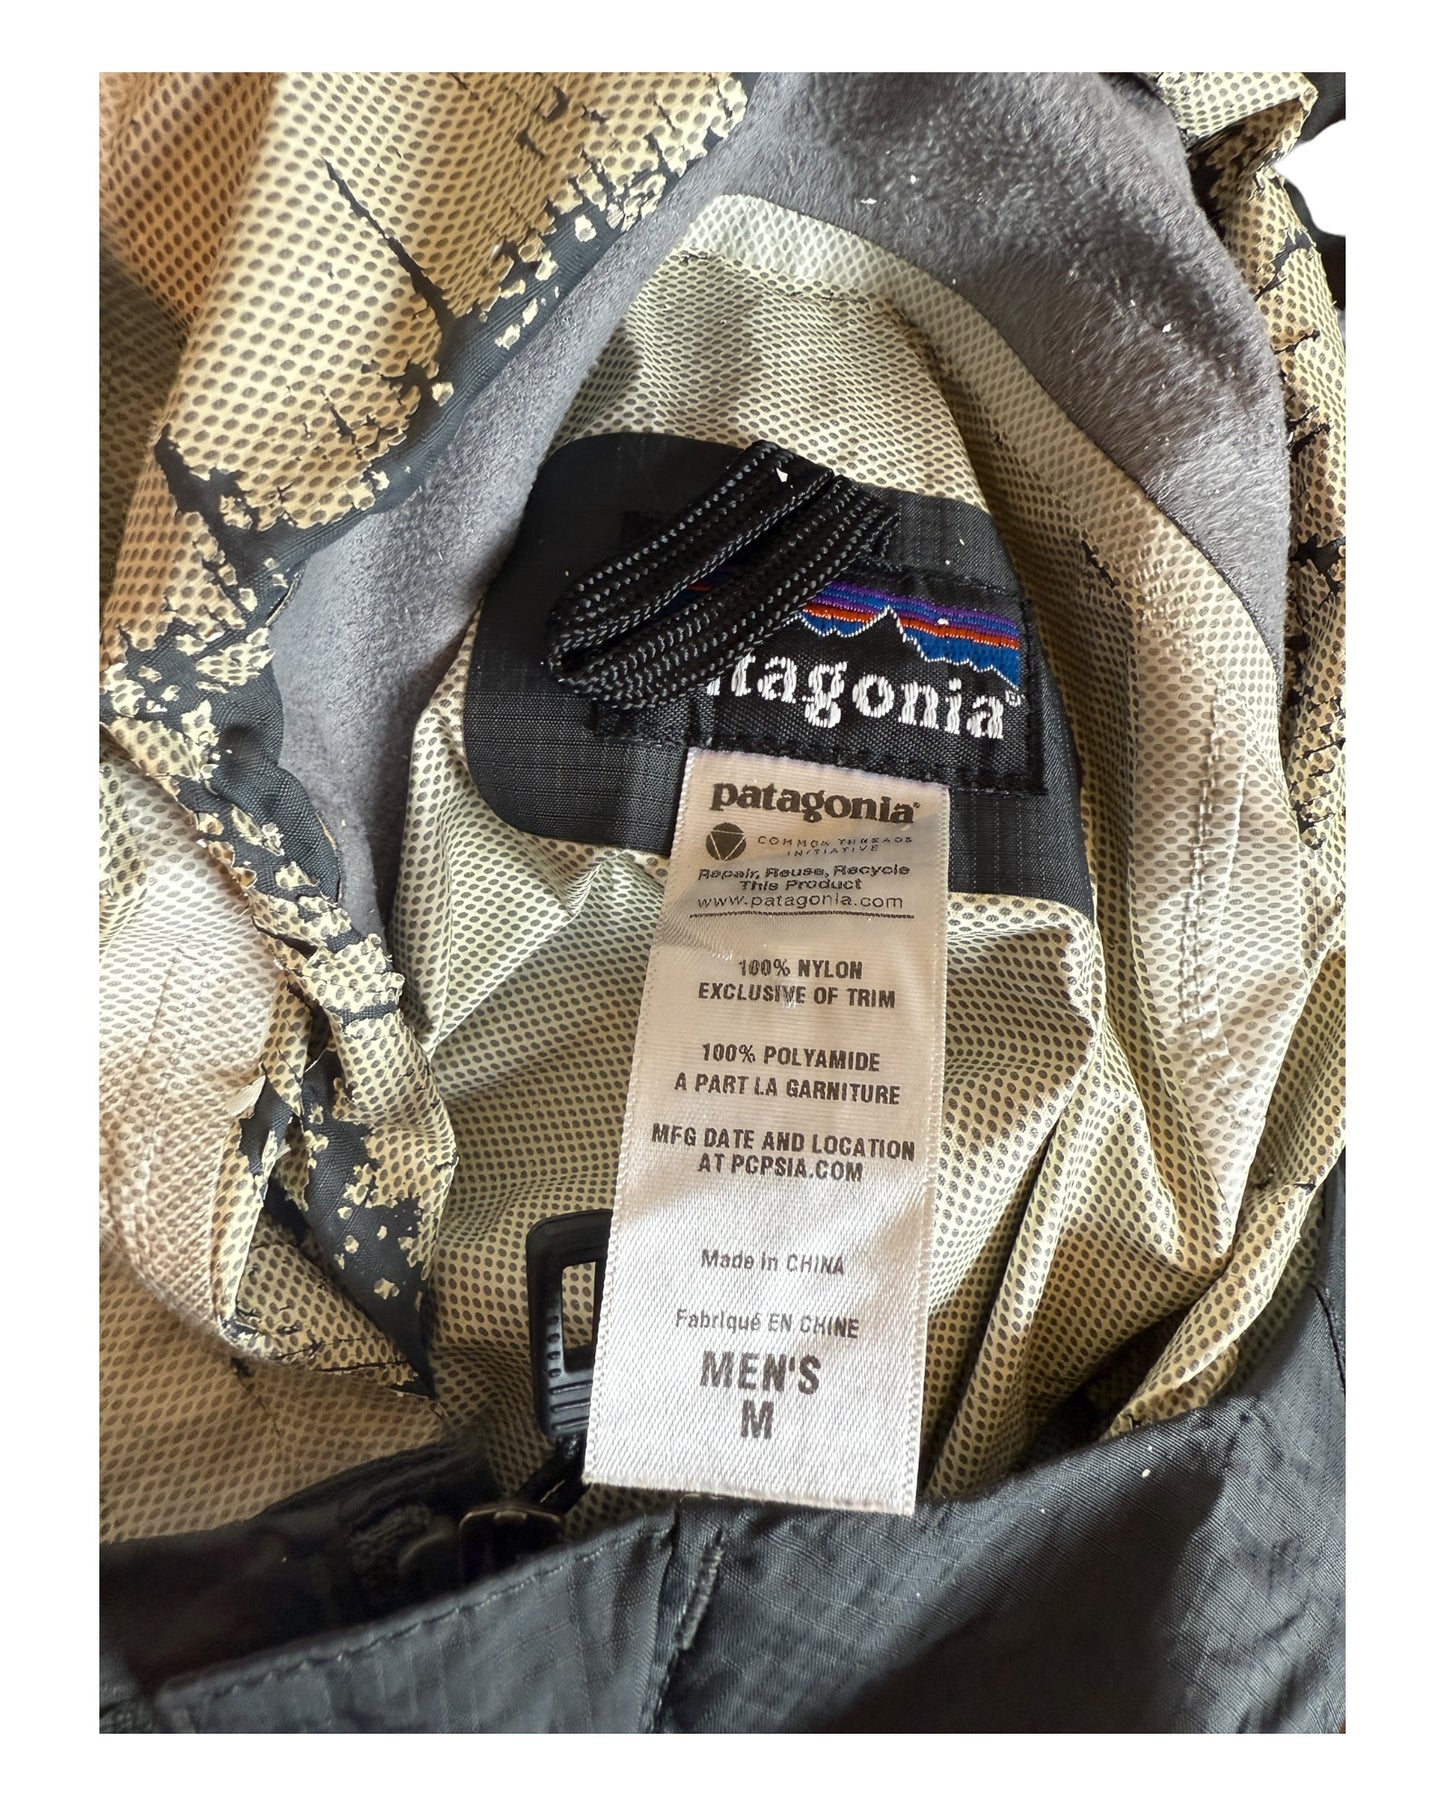 patagonia®
patagonia®
COMMON THREADS
INITIATIVE
Repair, Reuse, Recycle
This Product
www.patagonia.com
100% NYLON
EXCLUSIVE OF TRIM
100% POLYAMIDE
A PART LA GARNITURE
MFG DATE AND LOCATION
AT PCPSIA.COM
Made in CHINA
Fabriqué EN CHINE
MEN'S
M